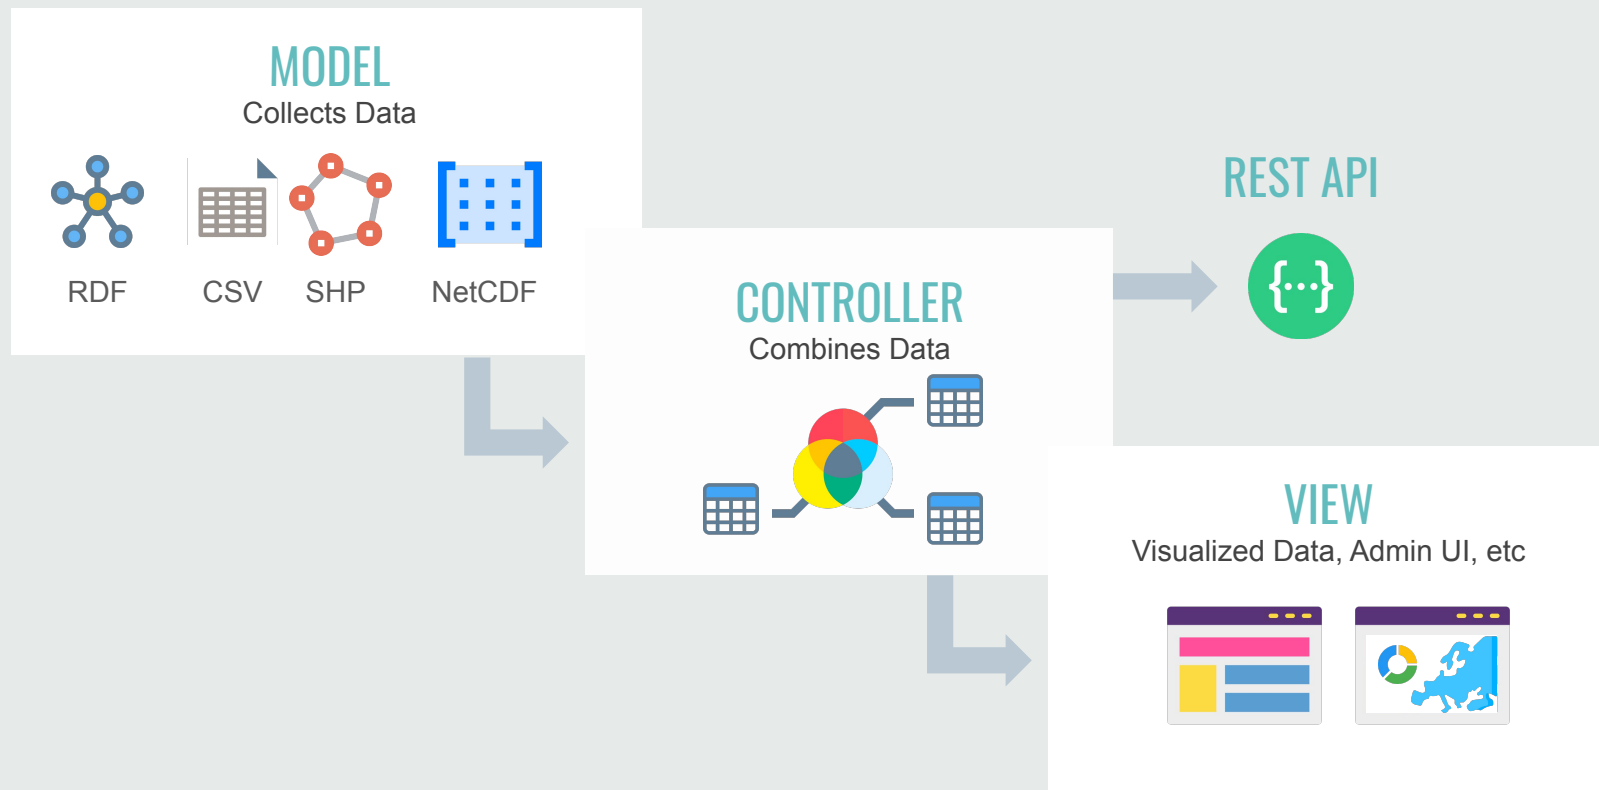 MODEL
Collects Data
RDF
CSV
SHP
NetCDF
CONTROLLER
Combines Data
REST API
{···}
VIEW
Visualized Data, Admin UI, etc